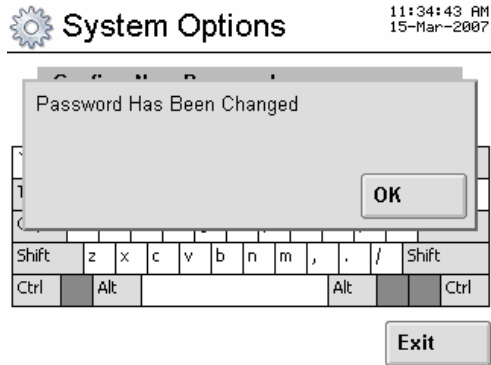 System Options
11:34:43 AM
15-Mar-2007
Password Has Been Changed
OK
Shift z x c v b n m , . / Shift
Ctrl Alt Alt Ctrl
Exit